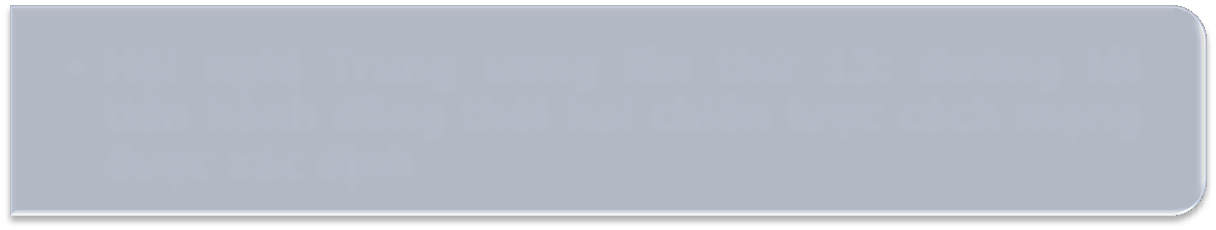 • Hội nghị Trung ương lần thứ 13: đường lối
tiến hành đồng thời hai chiến lược cách mạng
được xác định